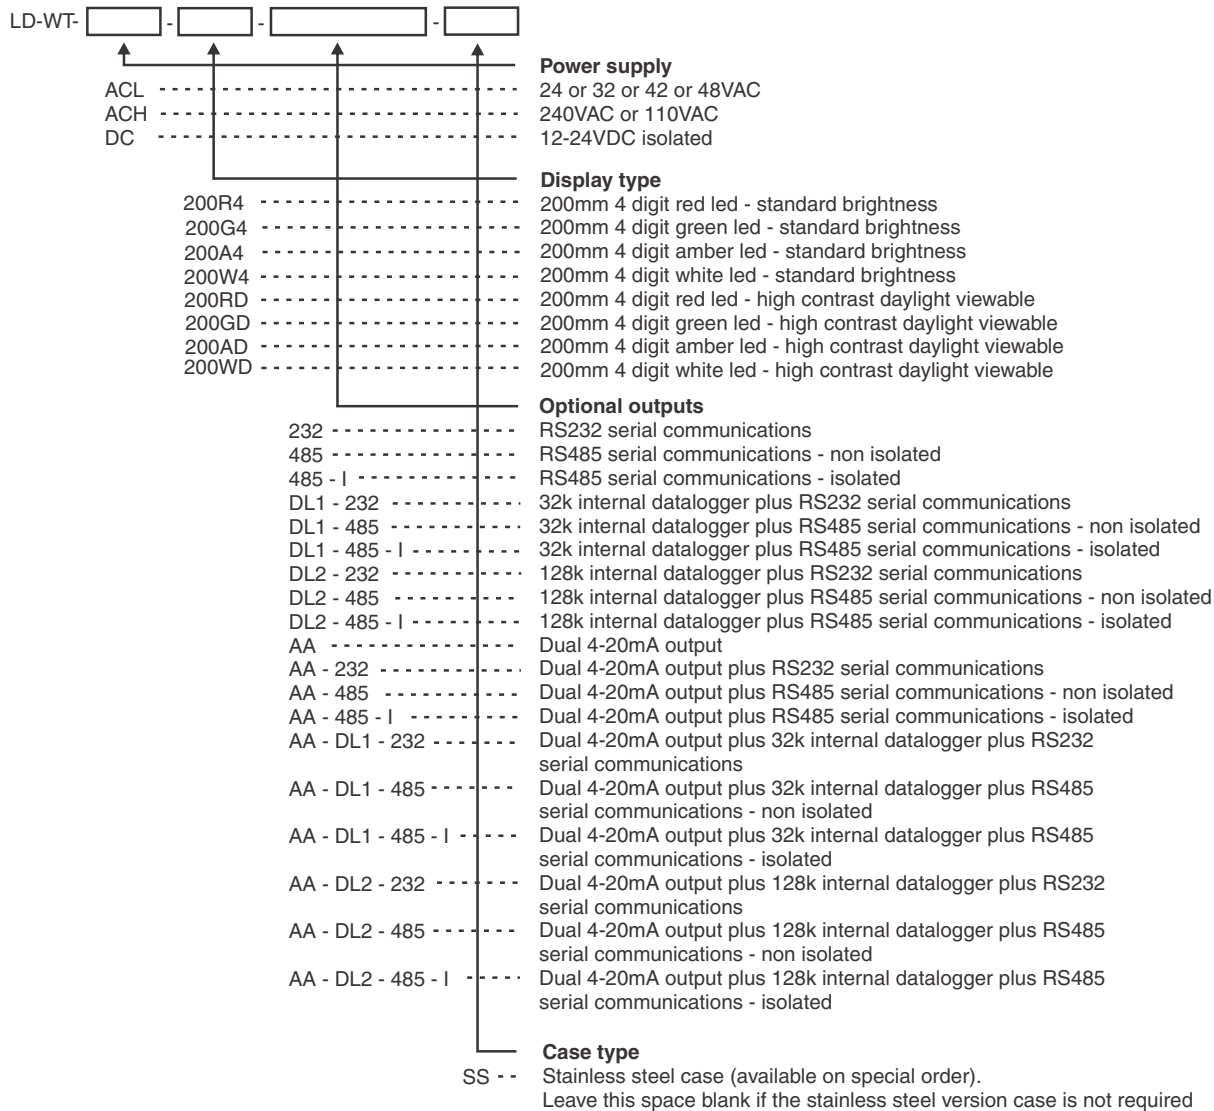 LD-WT- - - -
Power supply
ACL 24 or 32 or 42 or 48VAC
ACH 240VAC or 110VAC
DC 12-24VDC isolated
Display type
200R4 200mm 4 digit red led - standard brightness
200G4 200mm 4 digit green led - standard brightness
200A4 200mm 4 digit amber led - standard brightness
200W4 200mm 4 digit white led - standard brightness
200RD 200mm 4 digit red led - high contrast daylight viewable
200GD 200mm 4 digit green led - high contrast daylight viewable
200AD 200mm 4 digit amber led - high contrast daylight viewable
200WD 200mm 4 digit white led - high contrast daylight viewable
Optional outputs
232 RS232 serial communications
485 RS485 serial communications - non isolated
485 - I RS485 serial communications - isolated
DL1 - 232 32k internal datalogger plus RS232 serial communications
DL1 - 485 32k internal datalogger plus RS485 serial communications - non isolated
DL1 - 485 - I 32k internal datalogger plus RS485 serial communications - isolated
DL2 - 232 128k internal datalogger plus RS232 serial communications
DL2 - 485 128k internal datalogger plus RS485 serial communications - non isolated
DL2 - 485 - I 128k internal datalogger plus RS485 serial communications - isolated
AA Dual 4-20mA output
AA - 232 Dual 4-20mA output plus RS232 serial communications
AA - 485 Dual 4-20mA output plus RS485 serial communications - non isolated
AA - 485 - I Dual 4-20mA output plus RS485 serial communications - isolated
AA - DL1 - 232 Dual 4-20mA output plus 32k internal datalogger plus RS232
serial communications
AA - DL1 - 485 Dual 4-20mA output plus 32k internal datalogger plus RS485
serial communications - non isolated
AA - DL1 - 485 - I Dual 4-20mA output plus 32k internal datalogger plus RS485
serial communications - isolated
AA - DL2 - 232 Dual 4-20mA output plus 128k internal datalogger plus RS232
serial communications
AA - DL2 - 485 Dual 4-20mA output plus 128k internal datalogger plus RS485
serial communications - non isolated
AA - DL2 - 485 - I Dual 4-20mA output plus 128k internal datalogger plus RS485
serial communications - isolated
Case type
SS Stainless steel case (available on special order).
Leave this space blank if the stainless steel version case is not required